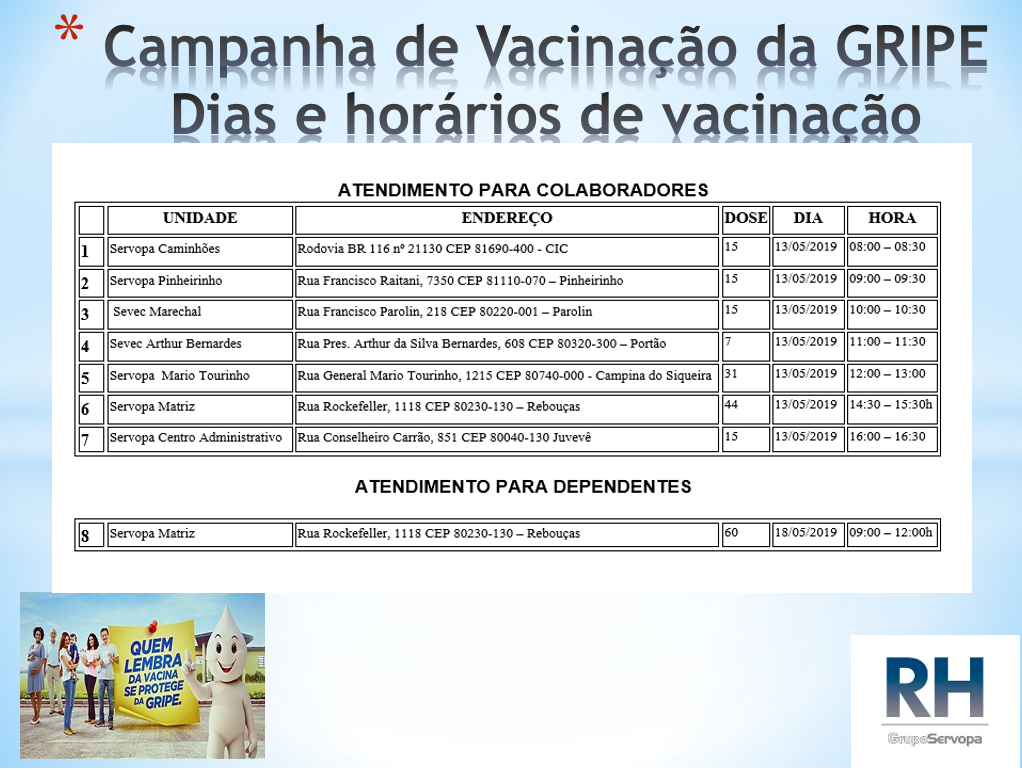 * Campanha de Vacinação da GRIPE
Dias e horários de vacinação
ATENDIMENTO PARA COLABORADORES
UNIDADE ENDEREÇO DOSE DIA HORA
1 Servopa Caminhões Rodovia BR 116 nº 21130 CEP 81690-400 - CIC 15 13/05/2019 08:00 – 08:30
2 Servopa Pinheirinho Rua Francisco Raitani, 7350 CEP 81110-070 – Pinheirinho 15 13/05/2019 09:00 – 09:30
3 Sevec Marechal Rua Francisco Parolin, 218 CEP 80220-001 – Parolin 15 13/05/2019 10:00 – 10:30
4 Sevec Arthur Bernardes Rua Pres. Arthur da Silva Bernardes, 608 CEP 80320-300 – Portão 7 13/05/2019 11:00 – 11:30
5 Servopa Mario Tourinho Rua General Mario Tourinho, 1215 CEP 80740-000 - Campina do Siqueira 31 13/05/2019 12:00 – 13:00
6 Servopa Matriz Rua Rockefeller, 1118 CEP 80230-130 – Rebouças 44 13/05/2019 14:30 – 15:30h
7 Servopa Centro Administrativo Rua Conselheiro Carrão, 851 CEP 80040-130 Juvevê 15 13/05/2019 16:00 – 16:30
ATENDIMENTO PARA DEPENDENTES
8 Servopa Matriz Rua Rockefeller, 1118 CEP 80230-130 – Rebouças 60 18/05/2019 09:00 – 12:00h
QUEM
LEMBRA
DA VACINA
SE PROTEGE
DA GRIPE.
RH
GrupoServopa